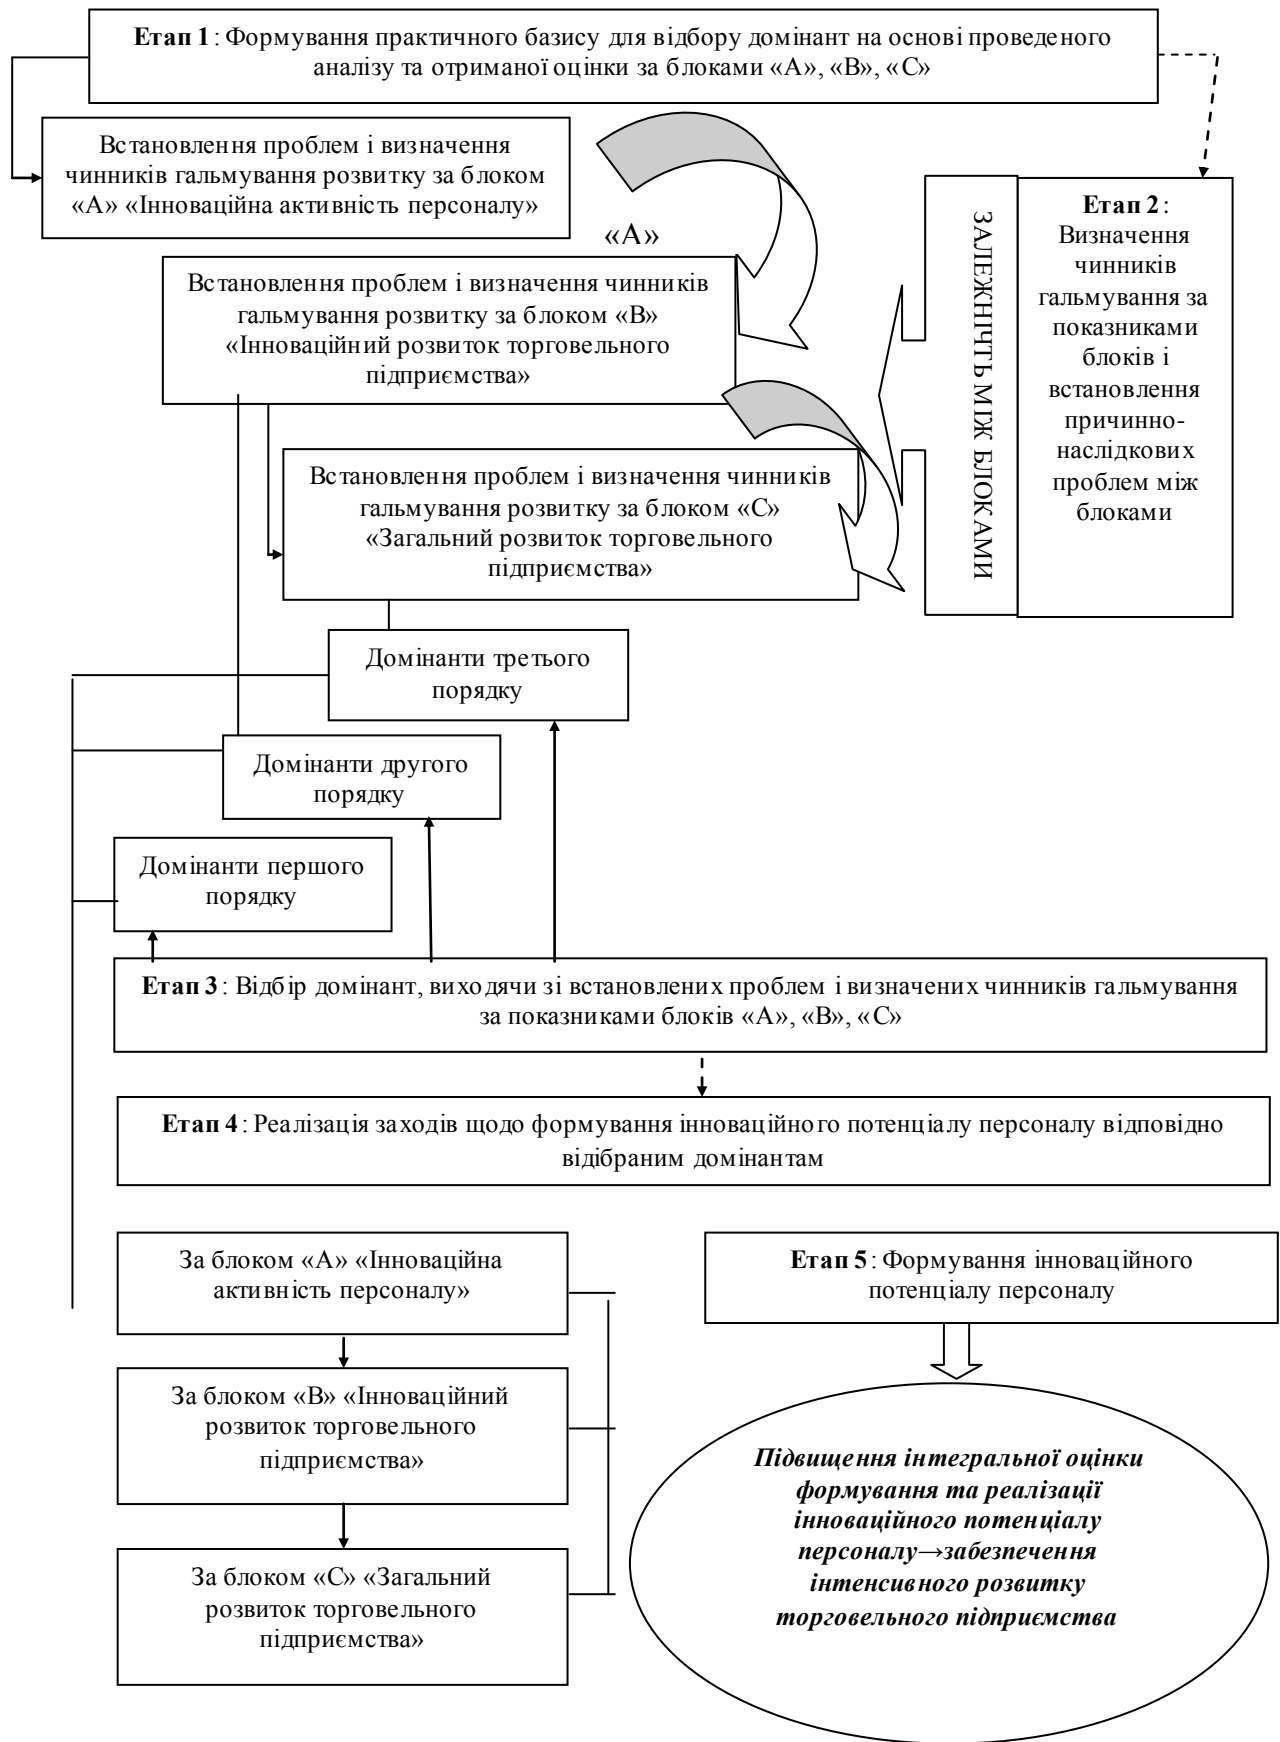 Етап 1: Формування практичного базису для відбору домінант на основі проведеного
аналізу та отриманої оцінки за блоками «А», «В», «С»
Встановлення проблем і визначення
чинників гальмування розвитку за блоком
«А» «Інноваційна активність персоналу»
«А»
Встановлення проблем і визначення чинників
гальмування розвитку за блоком «В»
«Інноваційний розвиток торговельного
підприємства»
Встановлення проблем і визначення чинників
гальмування розвитку за блоком «С»
«Загальний розвиток торговельного
підприємства»
ЗАЛЕЖНІЧТЬ МІЖ БЛОКАМИ
Етап 2:
Визначення
чинників
гальмування за
показниками
блоків і
встановлення
причинно-
наслідкових
проблем між
блоками
Домінанти третього
порядку
Домінанти другого
порядку
Домінанти першого
порядку
Етап 3: Відбір домінант, виходячи зі встановлених проблем і визначених чинників гальмування
за показниками блоків «А», «В», «С»
Етап 4: Реалізація заходів щодо формування інноваційного потенціалу персоналу відповідно
відібраним домінантам
За блоком «А» «Інноваційна
активність персоналу»
За блоком «В» «Інноваційний
розвиток торговельного
підприємства»
За блоком «С» «Загальний
розвиток торговельного
підприємства»
Етап 5: Формування інноваційного
потенціалу персоналу
Підвищення інтегральної оцінки
формування та реалізації
інноваційного потенціалу
персоналу→забезпечення
інтенсивного розвитку
торговельного підприємства